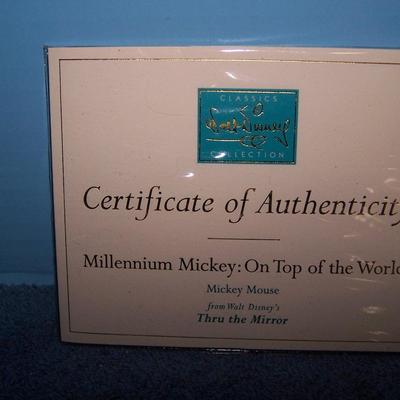 CLASSICS
Walt Disney
COLLECTION
Certificate of Authenticity
Millennium Mickey: On Top of the World
Mickey Mouse
from Walt Disney's
Thru the Mirror